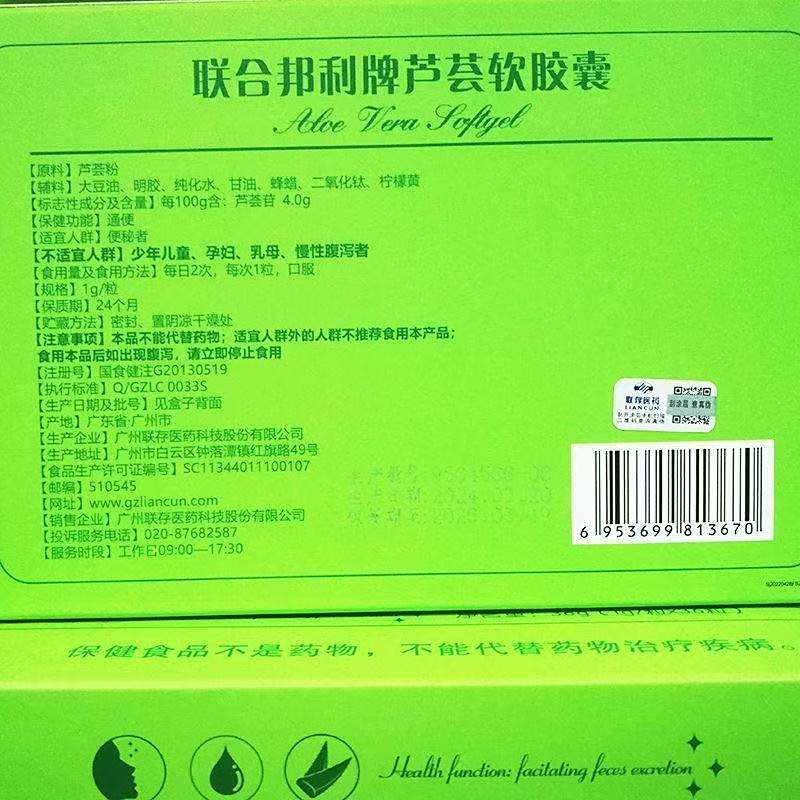 联合邦利牌芦荟软胶囊
Aloe Vera Softgel
【原料】芦荟粉
【辅料】大豆油、明胶、纯化水、甘油、蜂蜡、二氧化钛、柠檬黄
【标志性成分及含量】每100g含：芦荟苷 4.0g
【保健功能】通便
【适宜人群】便秘者
【不适宜人群】少年儿童、孕妇、乳母、慢性腹泻者
【食用量及食用方法】每日2次，每次1粒，口服
【规格】1g/粒
【保质期】24个月
【贮藏方法】密封、置阴凉干燥处
【注意事项】本品不能代替药物；适宜人群外的人群不推荐食用本产品；
食用本品后如出现腹泻，请立即停止食用
【注册号】国食健注G20130519
【执行标准】Q/GZLC 0033S
【生产日期及批号】见盒子背面
【产地】广东省·广州市
【生产企业】广州联存医药科技股份有限公司
【生产地址】广州市白云区钟落潭镇红旗路49号
【食品生产许可证编号】SC11344011100107
【邮编】510545
【网址】www.gzliancun.com
【销售企业】广州联存医药科技股份有限公司
【投诉服务电话】020-87682587
【服务时段】工作日09:00—17:30
联存医药
LIANCUN
刮涂层 查真伪
6 953699 813670
保健食品不是药物，不能代替药物治疗疾病。
Health function: facitating feces excretion